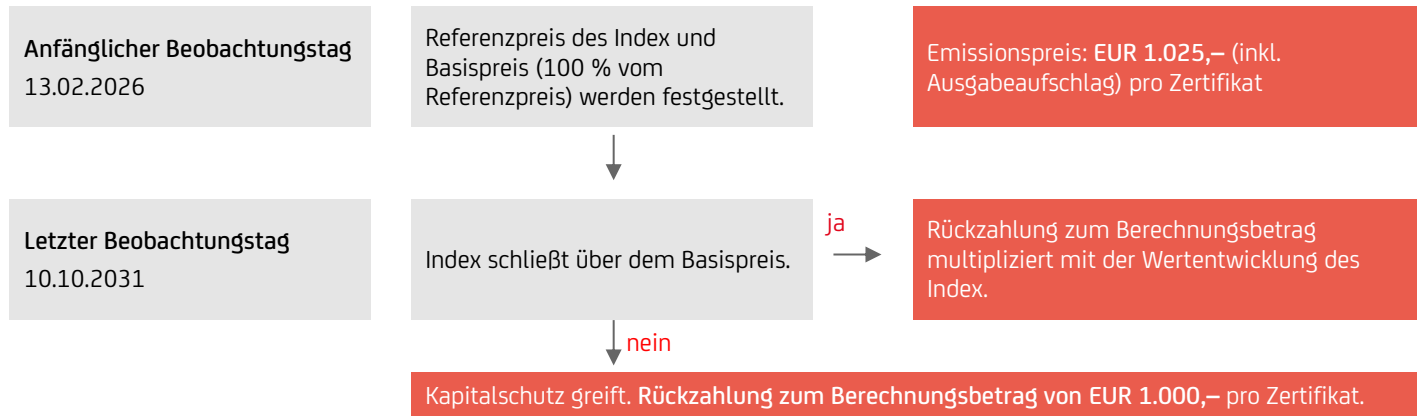 Anfänglicher Beobachtungstag
13.02.2026
Referenzpreis des Index und
Basispreis (100 % vom
Referenzpreis) werden festgestellt.
Emissionspreis: EUR 1.025,– (inkl.
Ausgabeaufschlag) pro Zertifikat
Letzter Beobachtungstag
10.10.2031
Index schließt über dem Basispreis.
ja
Rückzahlung zum Berechnungsbetrag
multipliziert mit der Wertentwicklung des
Index.
nein
Kapitalschutz greift. Rückzahlung zum Berechnungsbetrag von EUR 1.000,– pro Zertifikat.